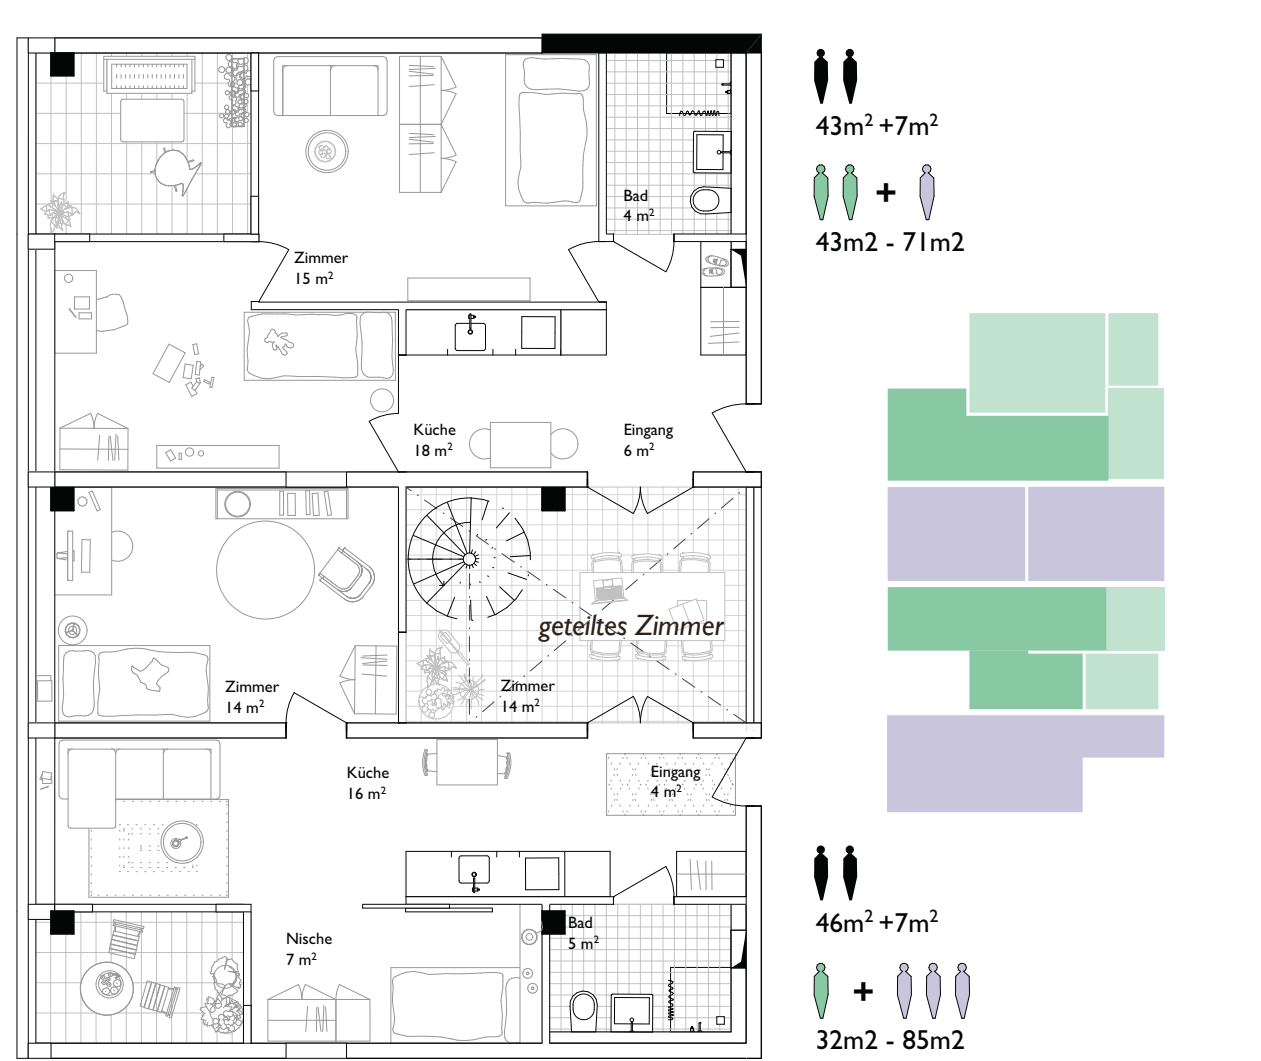 Bad
4 m²
Zimmer
15 m²
Küche
18 m²
Eingang
6 m²
geteiltes Zimmer
Zimmer
14 m²
Zimmer
14 m²
Küche
16 m²
Eingang
4 m²
Nische
7 m²
Bad
5 m²
43m² +7m²
+
43m2 - 71m2
46m² +7m²
+
32m2 - 85m2